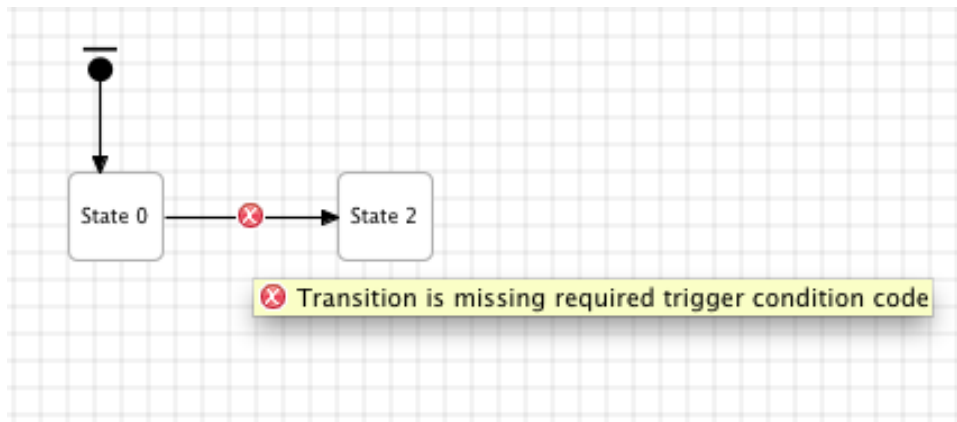 State 0
State 2
Transition is missing required trigger condition code